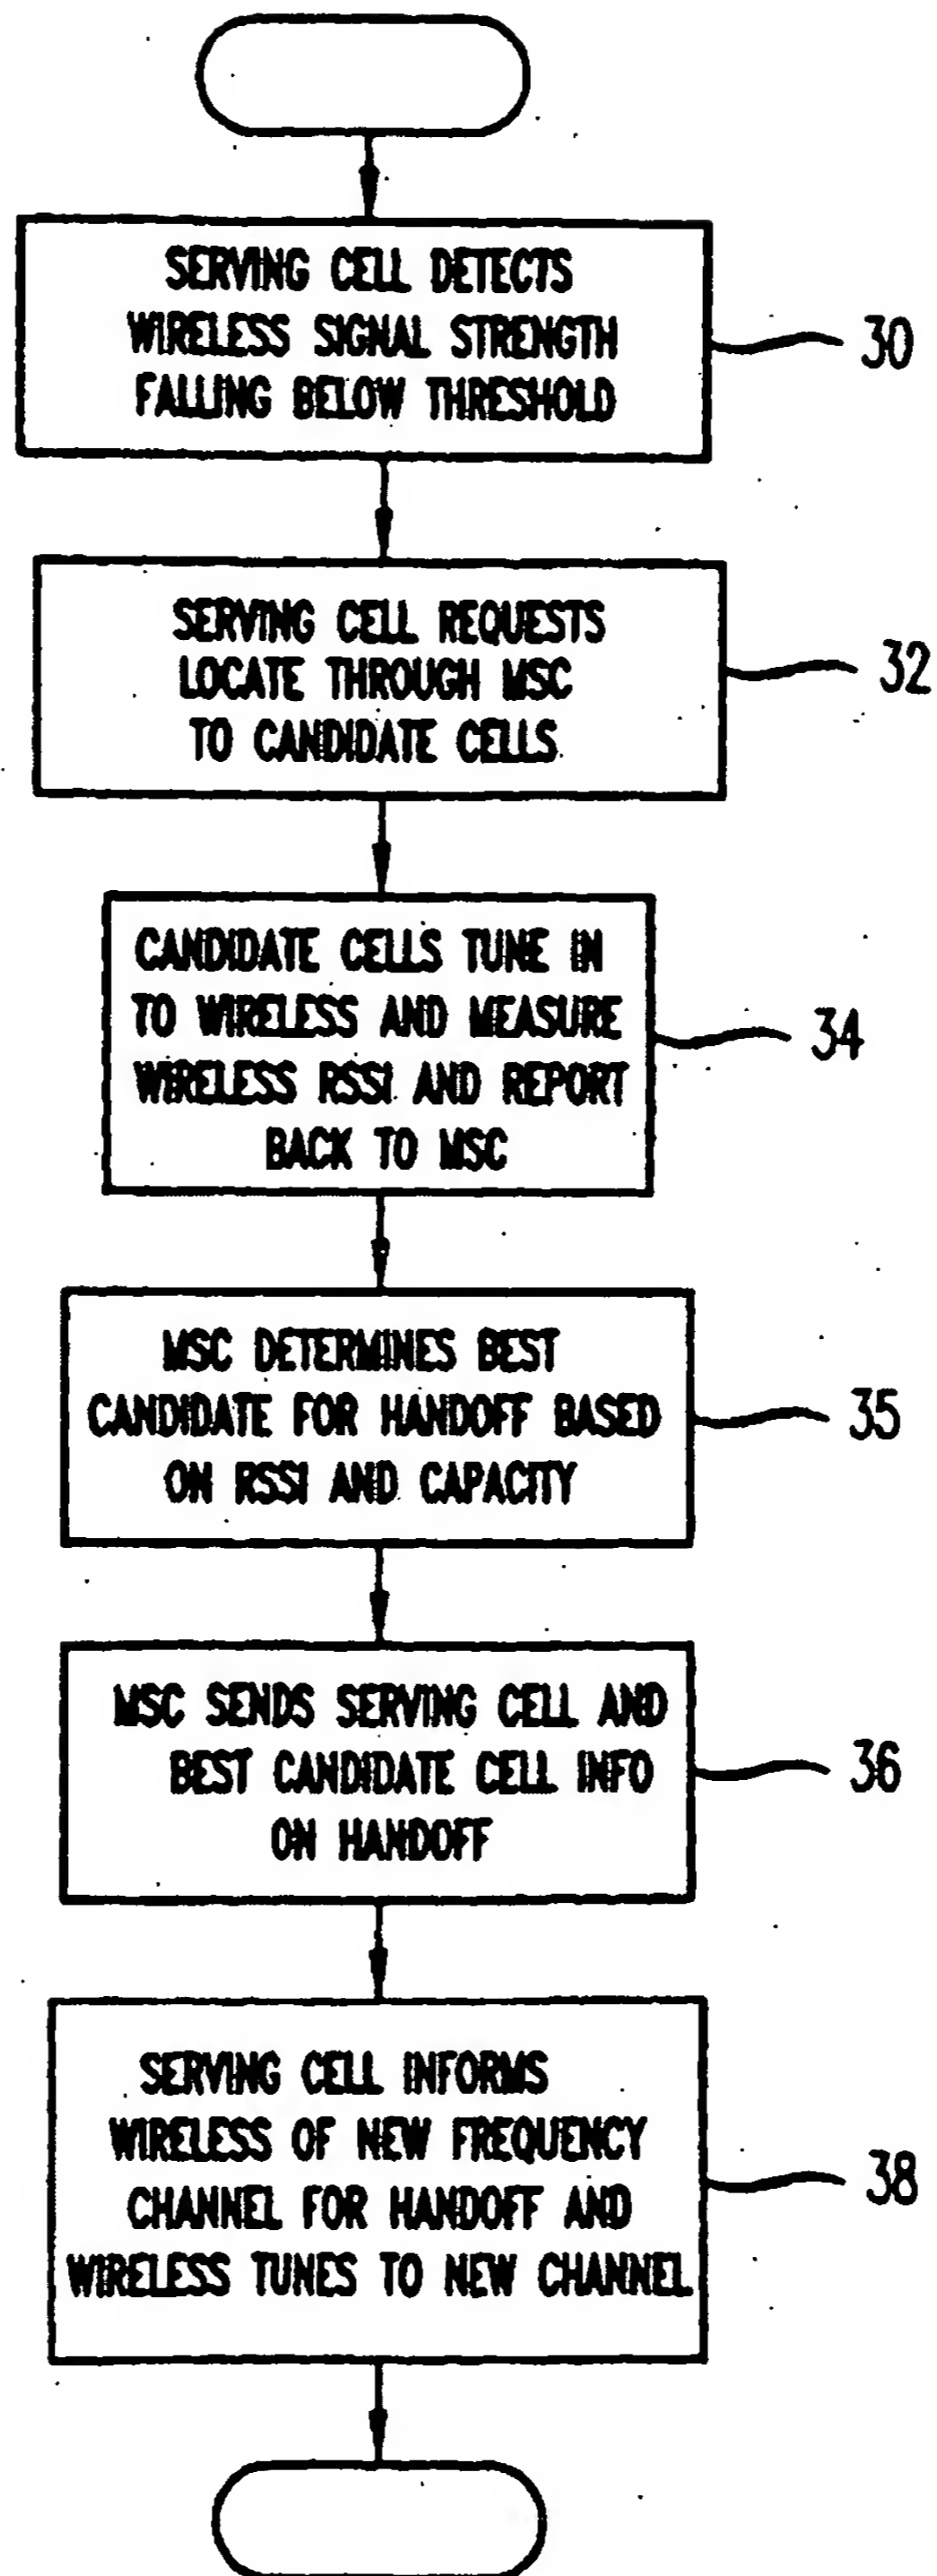 SERVING CELL DETECTS
WIRELESS SIGNAL STRENGTH
FALLING BELOW THRESHOLD
30
SERVING CELL REQUESTS
LOCATE THROUGH MSC
TO CANDIDATE CELLS
32
CANDIDATE CELLS TUNE IN
TO WIRELESS AND MEASURE
WIRELESS RSSI AND REPORT
BACK TO MSC
34
MSC DETERMINES BEST
CANDIDATE FOR HANDOFF BASED
ON RSSI AND CAPACITY
35
MSC SENDS SERVING CELL AND
BEST CANDIDATE CELL INFO
ON HANDOFF
36
SERVING CELL INFORMS
WIRELESS OF NEW FREQUENCY
CHANNEL FOR HANDOFF AND
WIRELESS TUNES TO NEW CHANNEL
38